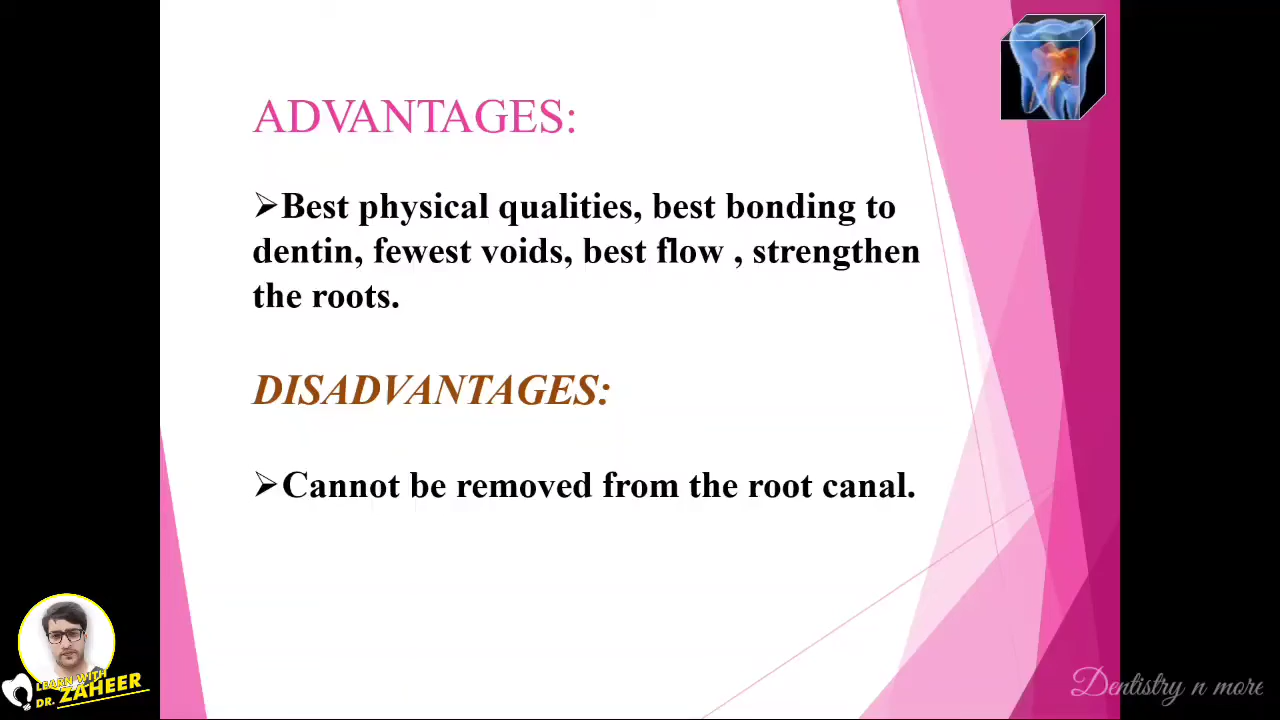 ADVANTAGES:
➢Best physical qualities, best bonding to
dentin, fewest voids, best flow , strengthen
the roots.
DISADVANTAGES:
➢Cannot be removed from the root canal.
LEARN WITH
DR. ZAHEER
Dentistry n more